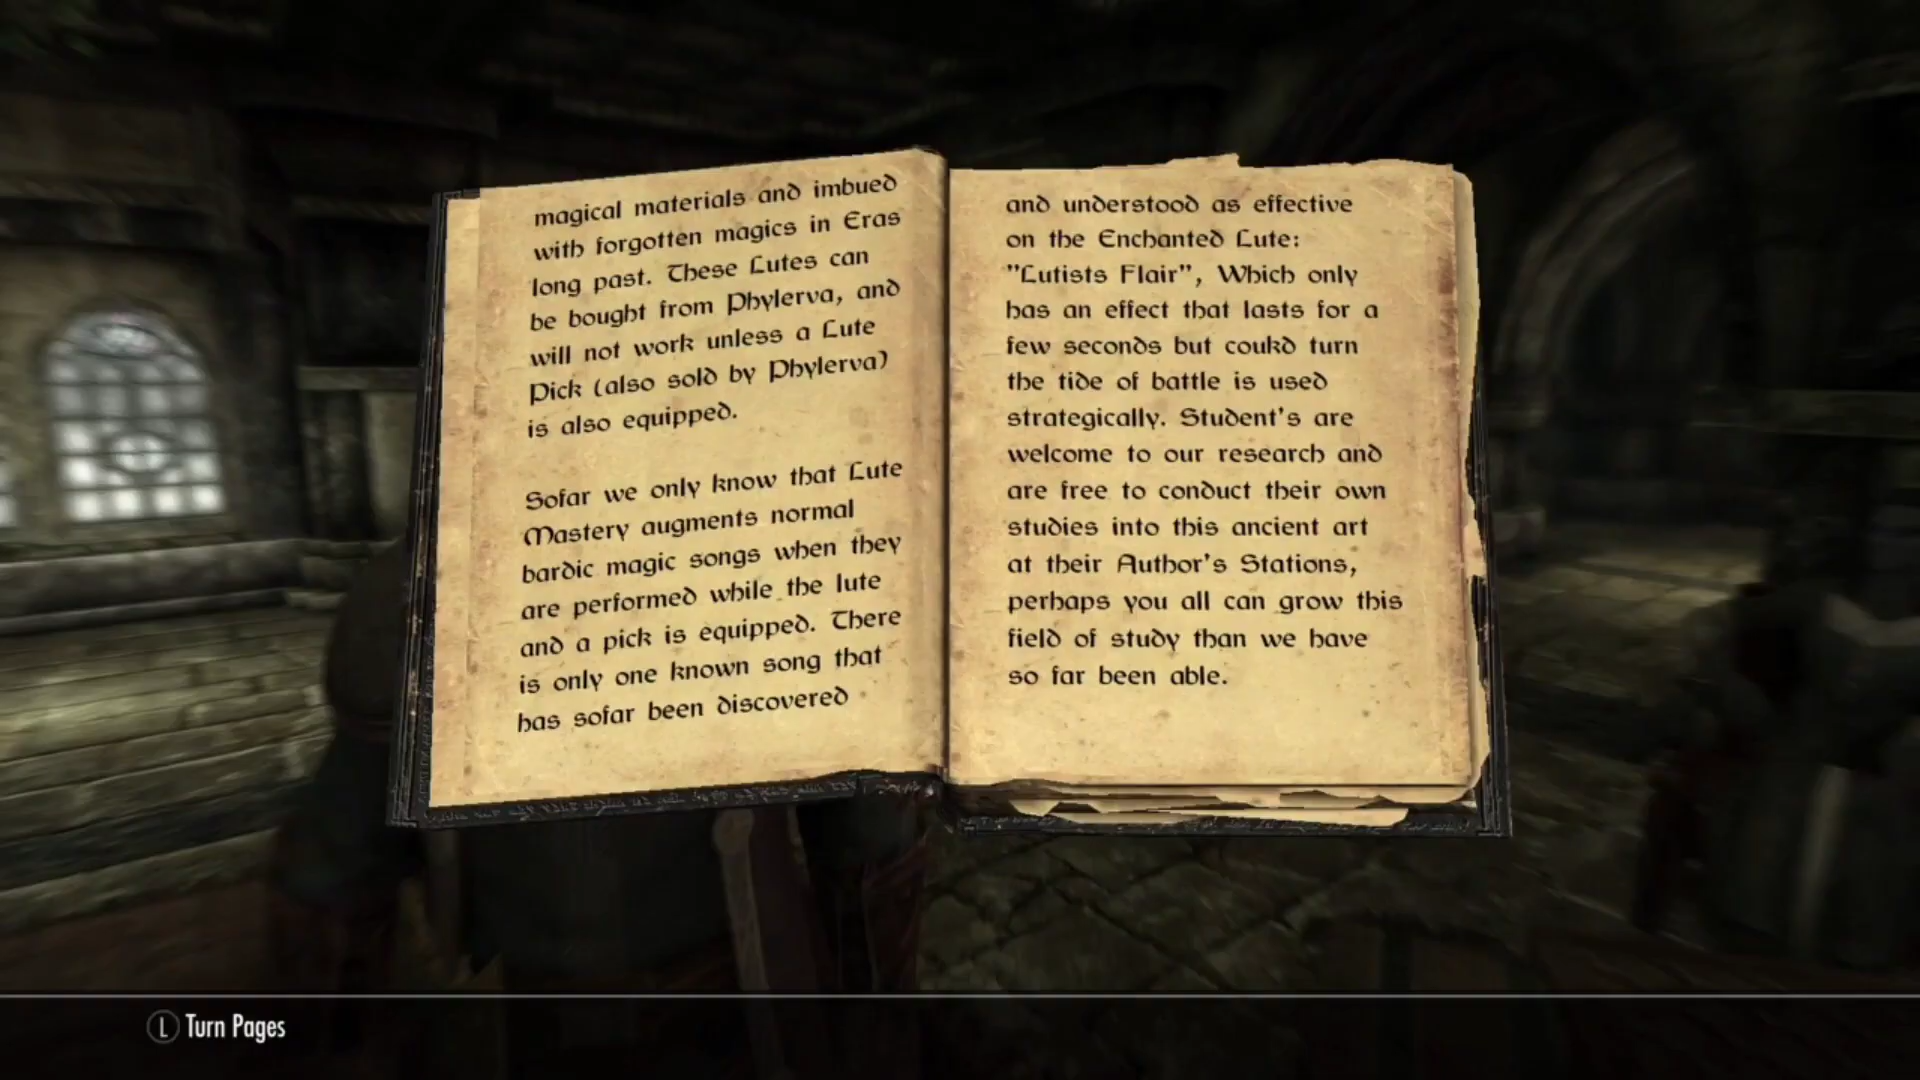 magical materials and imbued
with forgotten magics in Eras
long past. These Lutes can
be bought from Phylerva, and
will not work unless a Lute
Pick (also sold by Phylerva)
is also equipped.
Sofar we only know that Lute
Mastery augments normal
bardic magic songs when they
are performed while the lute
and a pick is equipped. There
is only one known song that
has sofar been discovered
and understood as effective
on the Enchanted Lute:
"Lutists Flair", Which only
has an effect that lasts for a
few seconds but coukd turn
the tide of battle is used
strategically. Student's are
welcome to our research and
are free to conduct their own
studies into this ancient art
at their Author's Stations,
perhaps you all can grow this
field of study than we have
so far been able.
L Turn Pages